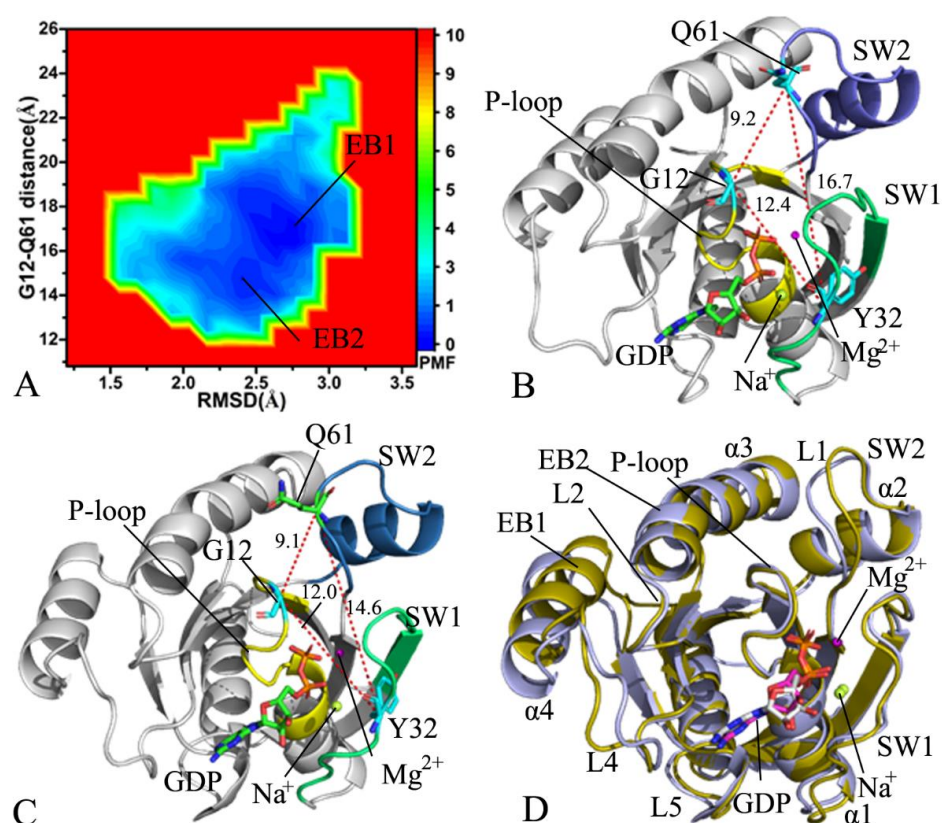 26
24
22
20
18
16
14
12
G12-Q61 distance(Å)
1.5 2.0 2.5 3.0 3.5
RMSD(Å)
EB1
EB2
10
9
7
6
5
4
3
2
0
PMF
A
Q61
SW2
P-loop
9.2
G12
12.4
16.7
SW1
GDP
Na+
Mg2+
Y32
B
Q61
SW2
P-loop
G12
9.1
12.0
14.6
SW1
Y32
GDP
Na+
Mg2+
C
EB2
P-loop
α3
L1
SW2
EB1
L2
α2
Mg2+
α4
L4
L5
GDP
SW1
Na+
α1
D